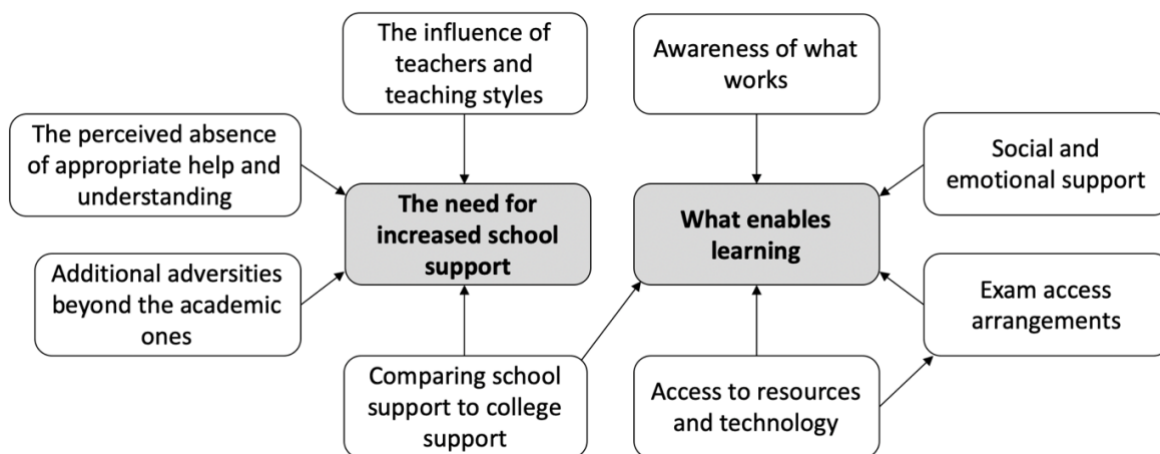 The influence of
teachers and
teaching styles
Awareness of what
works
The perceived absence
of appropriate help and
understanding
Social and
emotional support
The need for
increased school
support
What enables
learning
Additional adversities
beyond the academic
ones
Exam access
arrangements
Comparing school
support to college
support
Access to resources
and technology